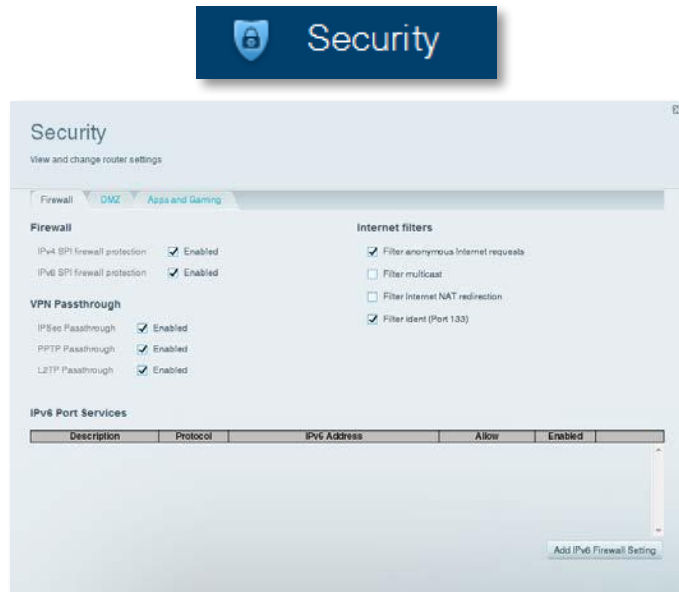 Security
Security
View and change router settings
Firewall DMZ Apps and Gaming
Firewall
IPv4 SPI firewall protection Enabled
IPv6 SPI firewall protection Enabled
VPN Passthrough
IPSec Passthrough Enabled
PPTP Passthrough Enabled
L2TP Passthrough Enabled
Internet filters
Filter anonymous Internet requests
Filter multicast
Filter Internet NAT redirection
Filter ident (Port 133)
IPv6 Port Services
Description Protocol IPv6 Address Allow Enabled
Add IPv6 Firewall Setting